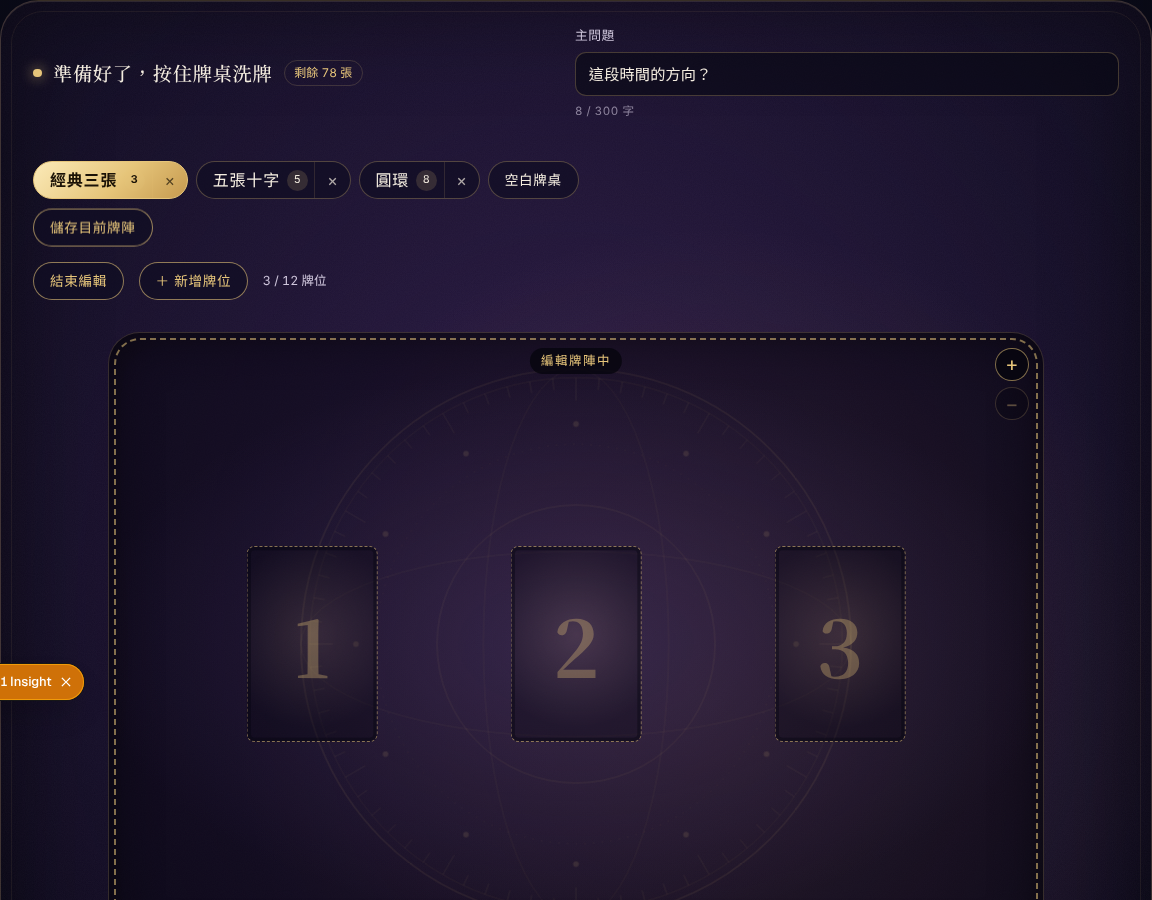 主問題
準備好了，按住牌桌洗牌 剩餘 78 張
這段時間的方向？
8 / 300 字
經典三張 3 × 五張十字 5 × 圓環 8 × 空白牌桌
儲存目前牌陣
結束編輯 ＋ 新增牌位 3 / 12 牌位
編輯牌陣中
+
−
1 2 3
1 Insight ×